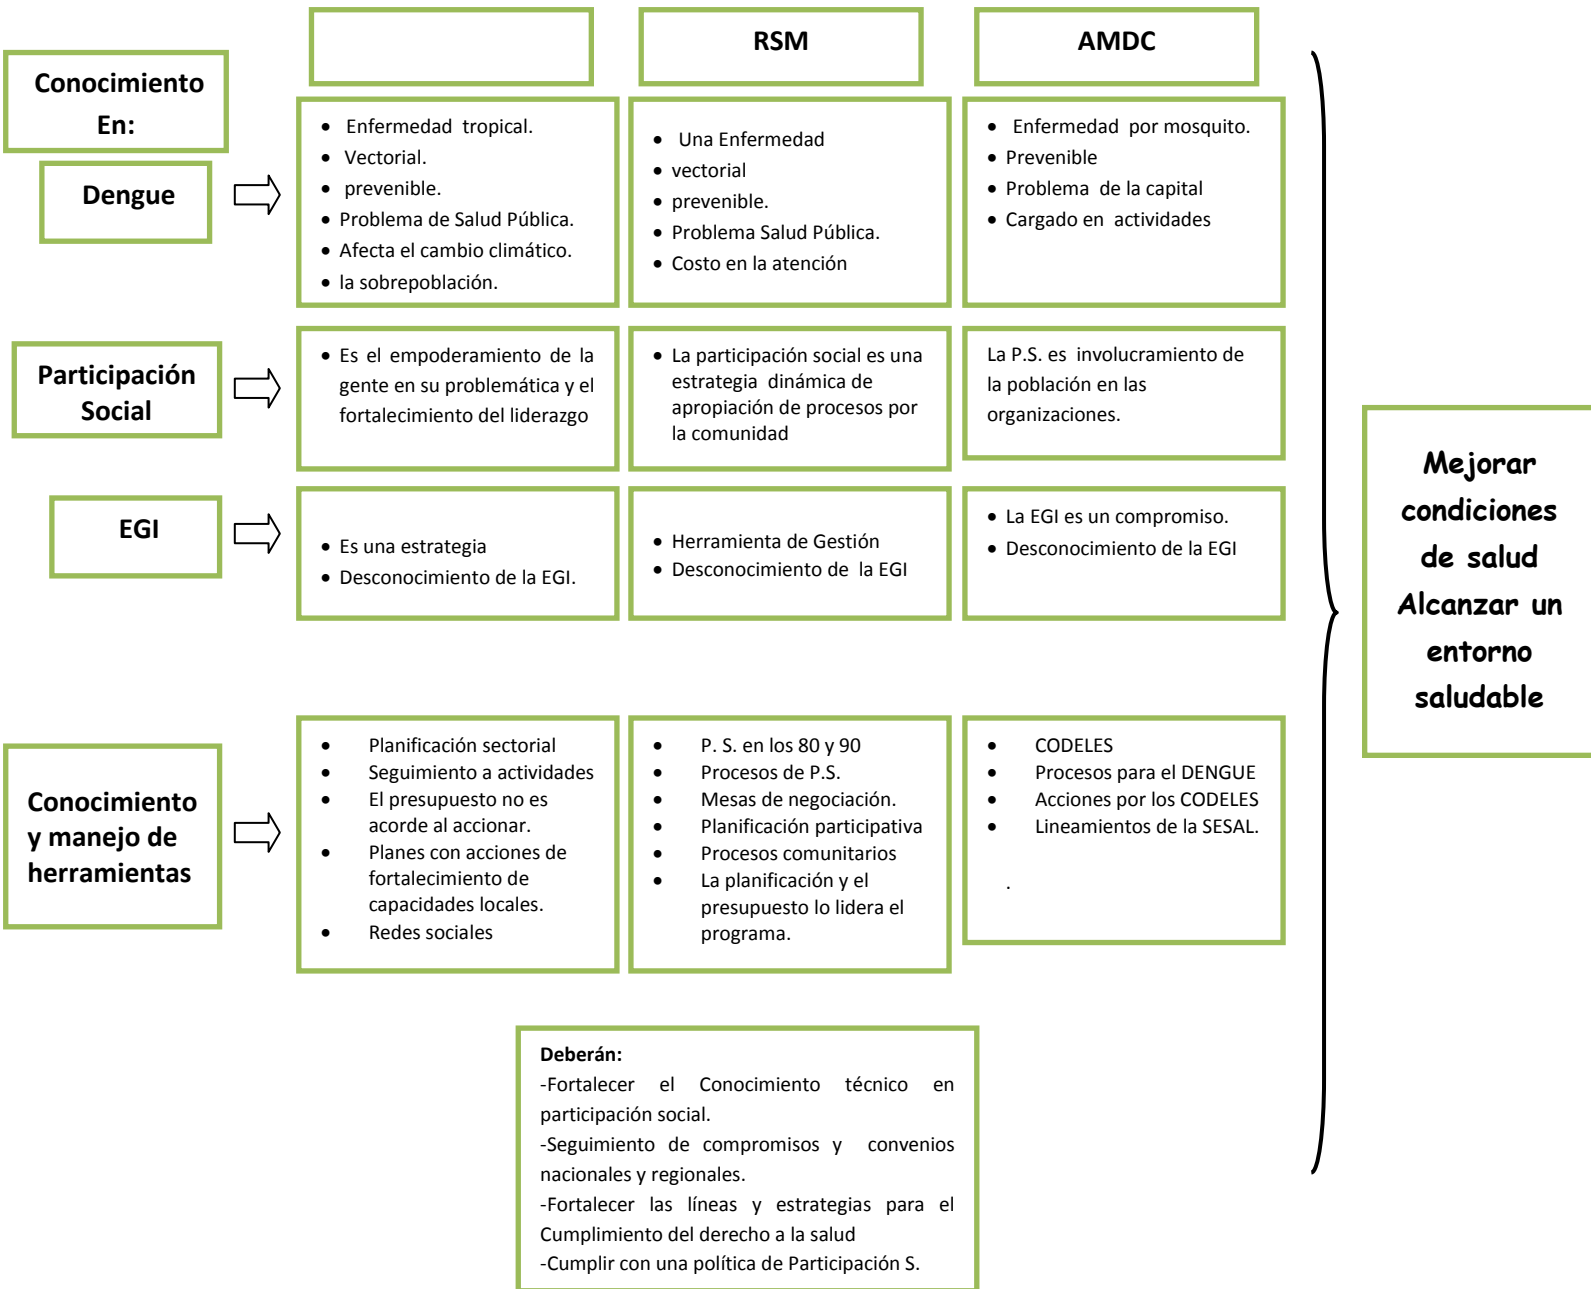 RSM
AMDC
Conocimiento
En:
Dengue
• Enfermedad tropical.
• Vectorial.
• prevenible.
• Problema de Salud Pública.
• Afecta el cambio climático.
• la sobrepoblación.
• Una Enfermedad
• vectorial
• prevenible.
• Problema Salud Pública.
• Costo en la atención
• Enfermedad por mosquito.
• Prevenible
• Problema de la capital
• Cargado en actividades
Participación
Social
• Es el empoderamiento de la
gente en su problemática y el
fortalecimiento del liderazgo
• La participación social es una
estrategia dinámica de
apropiación de procesos por
la comunidad
La P.S. es involucramiento de
la población en las
organizaciones.
EGI
• Es una estrategia
• Desconocimiento de la EGI.
• Herramienta de Gestión
• Desconocimiento de la EGI
• La EGI es un compromiso.
• Desconocimiento de la EGI
Conocimiento
y manejo de
herramientas
• Planificación sectorial
• Seguimiento a actividades
• El presupuesto no es
acorde al accionar.
• Planes con acciones de
fortalecimiento de
capacidades locales.
• Redes sociales
• P. S. en los 80 y 90
• Procesos de P.S.
• Mesas de negociación.
• Planificación participativa
• Procesos comunitarios
• La planificación y el
presupuesto lo lidera el
programa.
• CODELES
• Procesos para el DENGUE
• Acciones por los CODELES
• Lineamientos de la SESAL.
.
Mejorar
condiciones
de salud
Alcanzar un
entorno
saludable
Deberán:
-Fortalecer el Conocimiento técnico en
participación social.
-Seguimiento de compromisos y convenios
nacionales y regionales.
-Fortalecer las líneas y estrategias para el
Cumplimiento del derecho a la salud
-Cumplir con una política de Participación S.